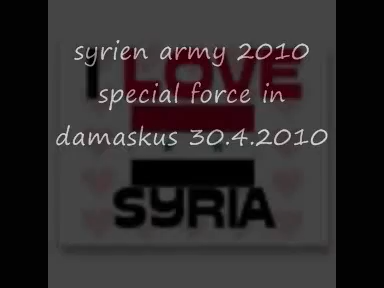 syrien army 2010
I LOVE
special force in
damaskus 30.4.2010
SYRIA